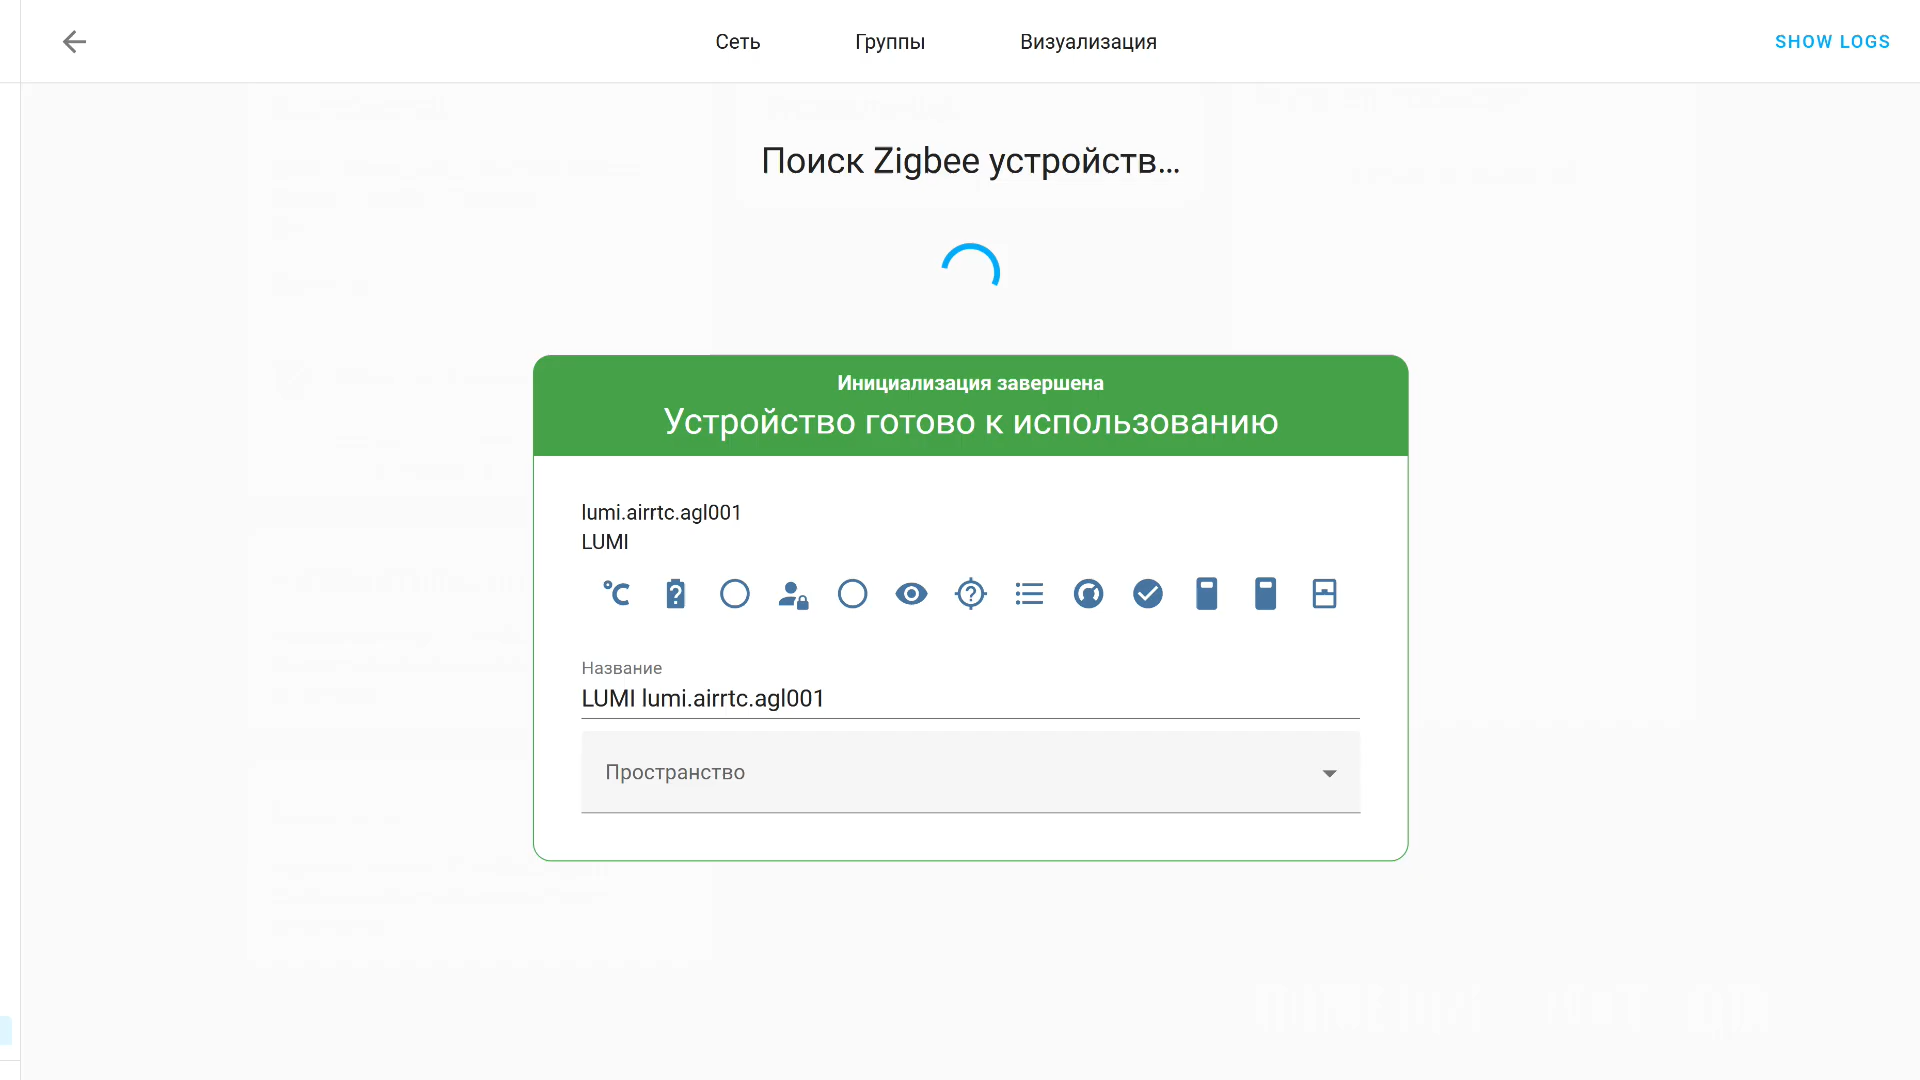 Сеть Группы Визуализация SHOW LOGS
Поиск Zigbee устройств...
Инициализация завершена
Устройство готово к использованию
lumi.airrtc.agl001
LUMI
°C
Название
LUMI lumi.airrtc.agl001
Пространство